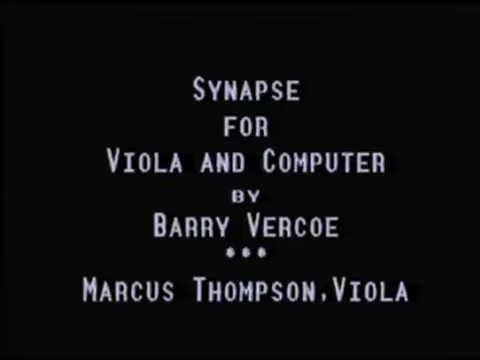 SYNAPSE
FOR
VIOLA AND COMPUTER
BY
BARRY VERCOE
***
MARCUS THOMPSON, VIOLA